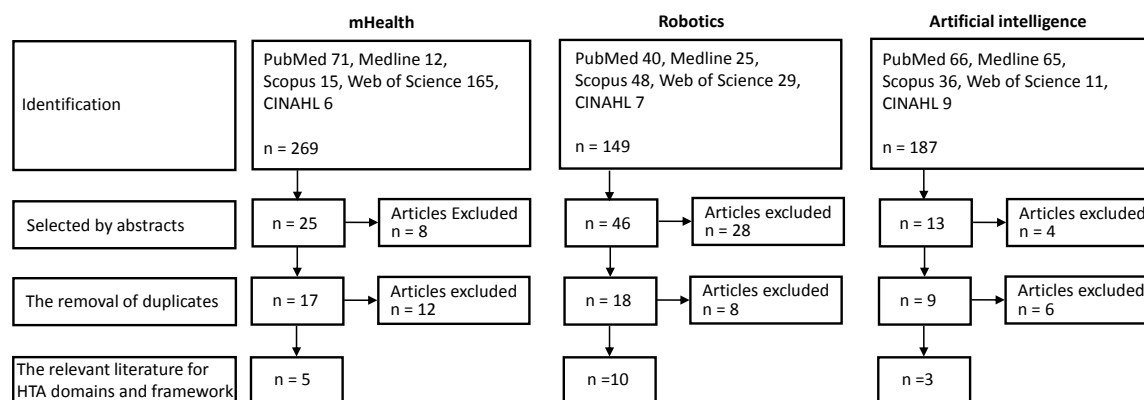 mHealth
Robotics
Artificial intelligence
Identification
PubMed 71, Medline 12,
Scopus 15, Web of Science 165,
CINAHL 6
n = 269
PubMed 40, Medline 25,
Scopus 48, Web of Science 29,
CINAHL 7
n = 149
PubMed 66, Medline 65,
Scopus 36, Web of Science 11,
CINAHL 9
n = 187
Selected by abstracts
n = 25
Articles Excluded
n = 8
n = 46
Articles excluded
n = 28
n = 13
Articles excluded
n = 4
The removal of duplicates
n = 17
Articles excluded
n = 12
n = 18
Articles excluded
n = 8
n = 9
Articles excluded
n = 6
The relevant literature for
HTA domains and framework
n = 5
n =10
n =3